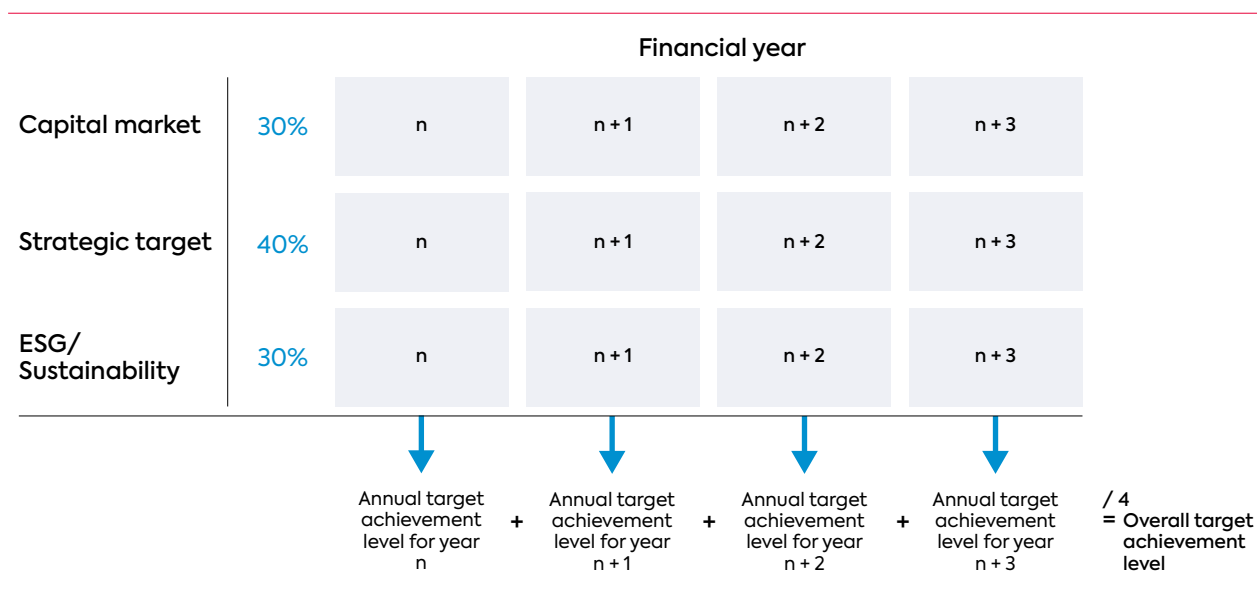 Financial year
Capital market 30% n n + 1 n + 2 n + 3
Strategic target 40% n n + 1 n + 2 n + 3
ESG/
Sustainability 30% n n + 1 n + 2 n + 3
Annual target
achievement
level for year
n
+
Annual target
achievement
level for year
n + 1
+
Annual target
achievement
level for year
n + 2
+
Annual target
achievement
level for year
n + 3
/ 4
= Overall target
achievement
level